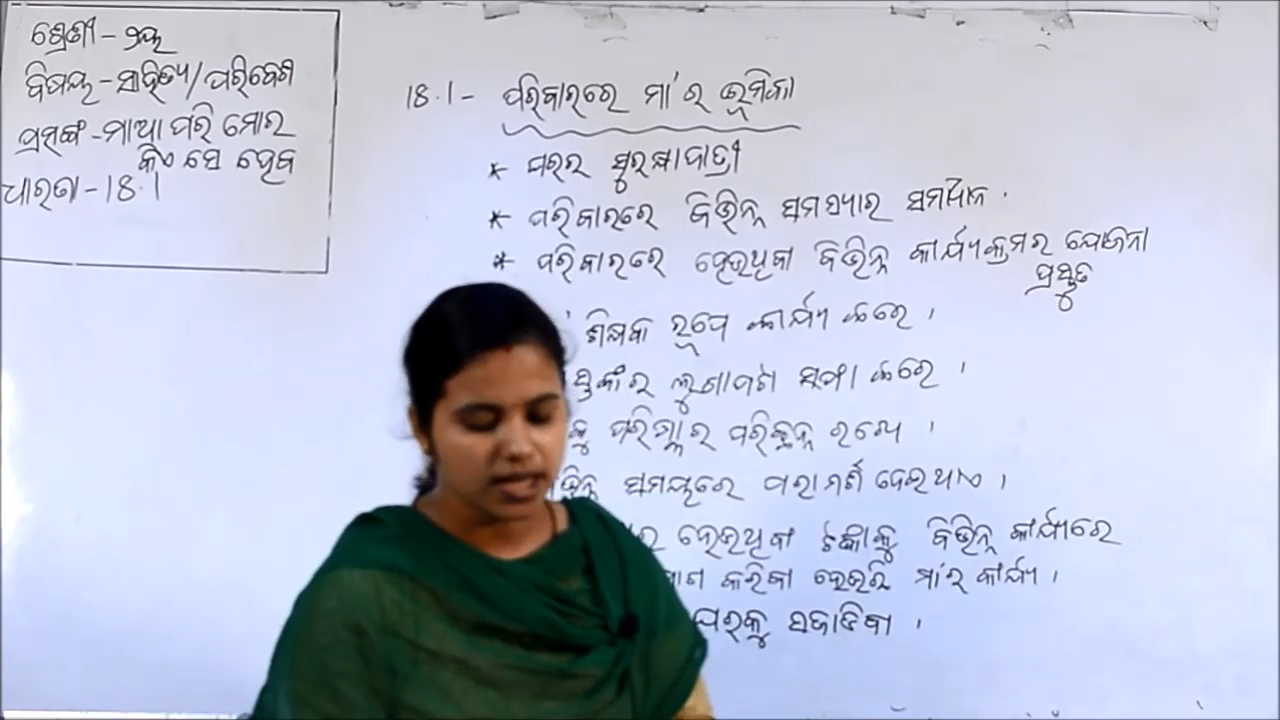 ଶ୍ରେଣୀ - ୨ୟ
ବିଷୟ - ସାହିତ୍ୟ/ପରିବେଶ
ପ୍ରସଙ୍ଗ - ମାଆ ପରି ମୋର
କିଏ ସେ ହେବ
ଧାରଣା - 18.1
18.1 - ପରିବାରରେ ମା'ର ଭୂମିକା
* ଘରର ସୁରକ୍ଷାଦାତ୍ରୀ
* ପରିବାରରେ ବିଭିନ୍ନ ସମସ୍ୟାର ସମାଧାନ ।
* ପରିବାରରେ ହେଉଥିବା ବିଭିନ୍ନ କାର୍ଯ୍ୟକ୍ରମର ଯୋଜନା
ପ୍ରସ୍ତୁତ
ଶିକ୍ଷକା ରୂପେ କାର୍ଯ୍ୟ କରେ ।
ଲୁଗାପଟା ସଫା କରେ ।
କୁ ପରିଷ୍କାର ପରିଚ୍ଛନ୍ନ ରଖେ ।
ସମୟରେ ପରାମର୍ଶ ଦେଇଥାଏ ।
ହେଉଥିବା ଟଙ୍କାକୁ ବିଭିନ୍ନ କାର୍ଯ୍ୟରେ
କରିବା ହେଉଛି ମା'ର କାର୍ଯ୍ୟ ।
ଘରକୁ ସଜାଡିବା ।